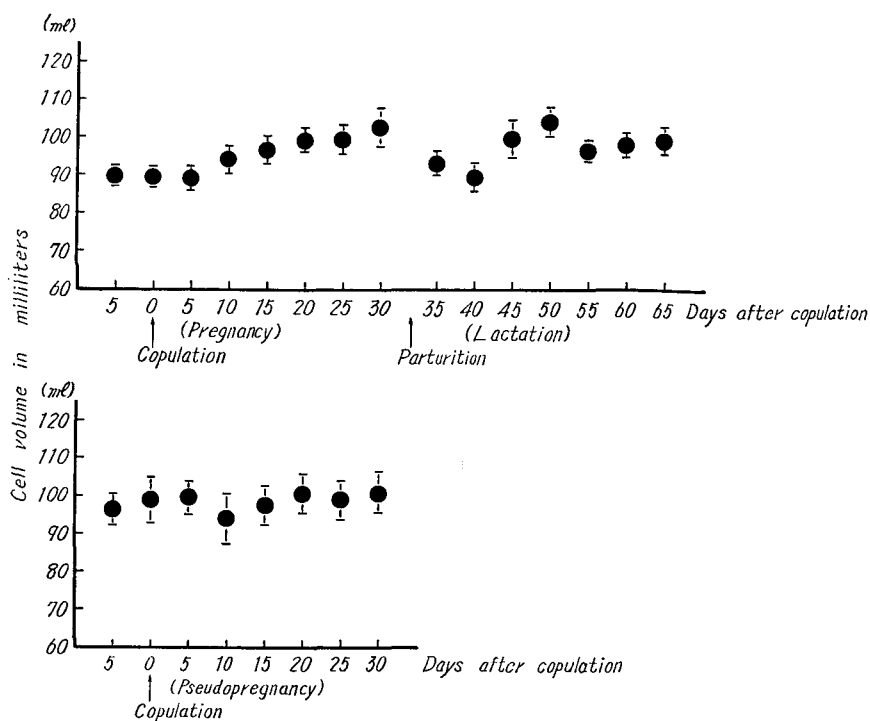 (ml)
120
110
100
90
80
70
60
5 0 5 10 15 20 25 30 35 40 45 50 55 60 65 Days after copulation
(Pregnancy) (Lactation)
Copulation Parturition
Cell volume in milliliters
(ml)
120
110
100
90
80
70
60
5 0 5 10 15 20 25 30 Days after copulation
(Pseudopregnancy)
Copulation